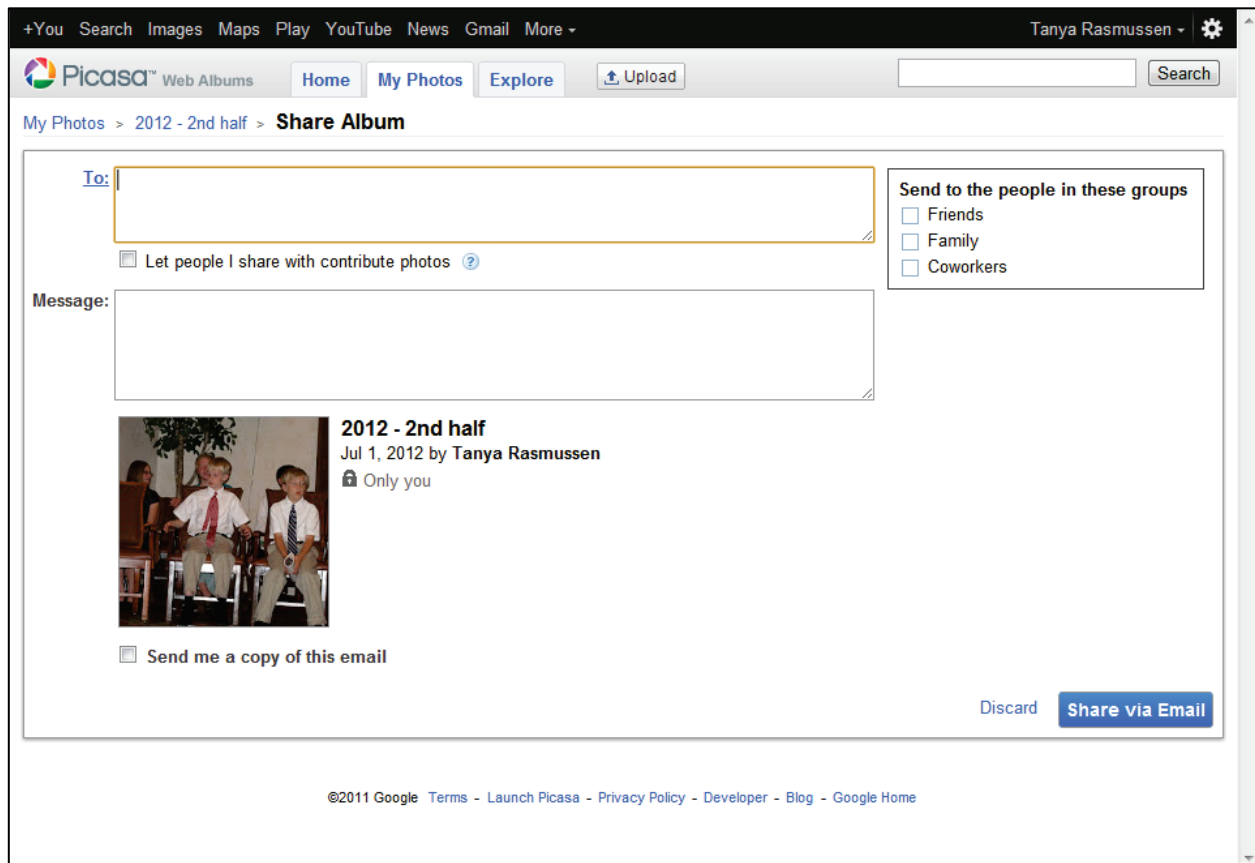 +You Search Images Maps Play YouTube News Gmail More
Tanya Rasmussen
Picasa™ Web Albums
Home
My Photos
Explore
Upload
Search
My Photos > 2012 - 2nd half > Share Album
To:
Send to the people in these groups
Friends
Family
Coworkers
Let people I share with contribute photos ?
Message:
2012 - 2nd half
Jul 1, 2012 by Tanya Rasmussen
Only you
Send me a copy of this email
Discard
Share via Email
©2011 Google Terms - Launch Picasa - Privacy Policy - Developer - Blog - Google Home